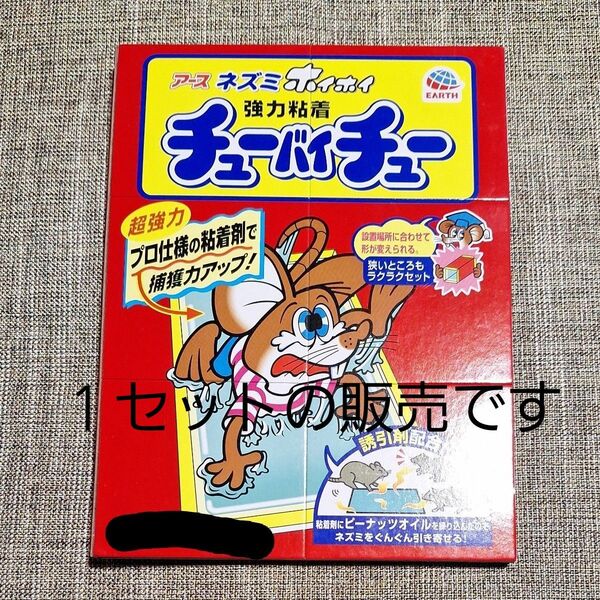 アース ネズミ ホイホイ
EARTH
強力粘着
チューバイチュー
超強力
プロ仕様の粘着剤で
捕獲力アップ！
設置場所に合わせて
形が変えられる。
狭いところも
ラクラクセット
１セットの販売です
誘引剤配合
粘着剤にピーナッツオイルを練り込んだので
ネズミをぐんぐん引き寄せる！